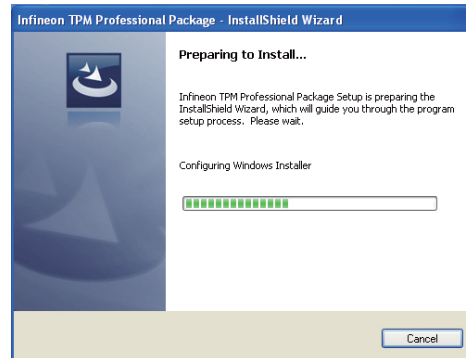 Infineon TPM Professional Package - InstallShield Wizard
Preparing to Install...
Infineon TPM Professional Package Setup is preparing the
InstallShield Wizard, which will guide you through the program
setup process. Please wait.
Configuring Windows Installer
Cancel